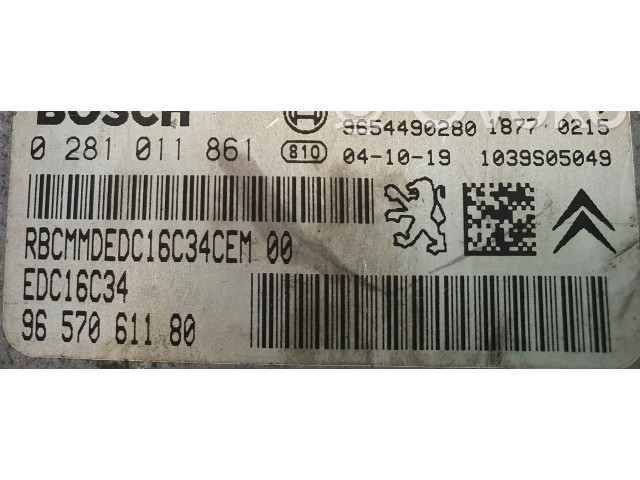 BOSCH
9654490280 1877 0215
0 281 011 861 810 04-10-19 1039S05049
RBCMMDEDC16C34CEM 00
EDC16C34
96 570 611 80